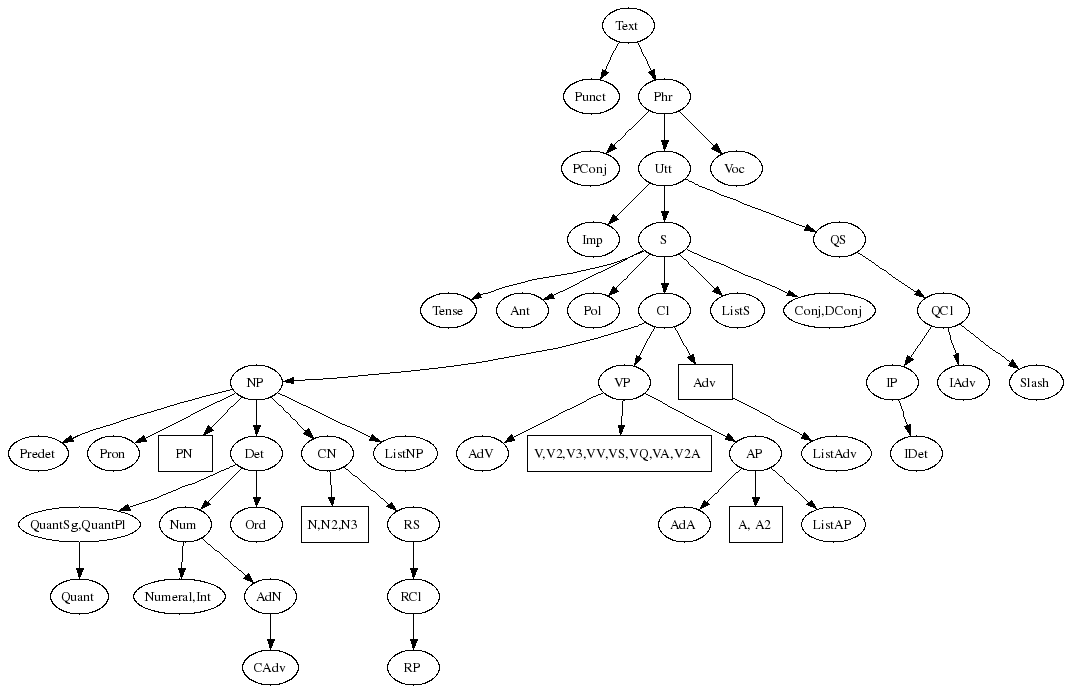 Text
Punct
Phr
PConj
Utt
Voc
Imp
S
QS
Tense
Ant
Pol
Cl
ListS
Conj,DConj
QCl
NP
VP
Adv
IP
IAdv
Slash
Predet
Pron
PN
Det
CN
ListNP
AdV
V,V2,V3,VV,VS,VQ,VA,V2A
AP
ListAdv
IDet
QuantSg,QuantPl
Num
Ord
N,N2,N3
RS
AdA
A, A2
ListAP
Quant
Numeral,Int
AdN
RCl
CAdv
RP